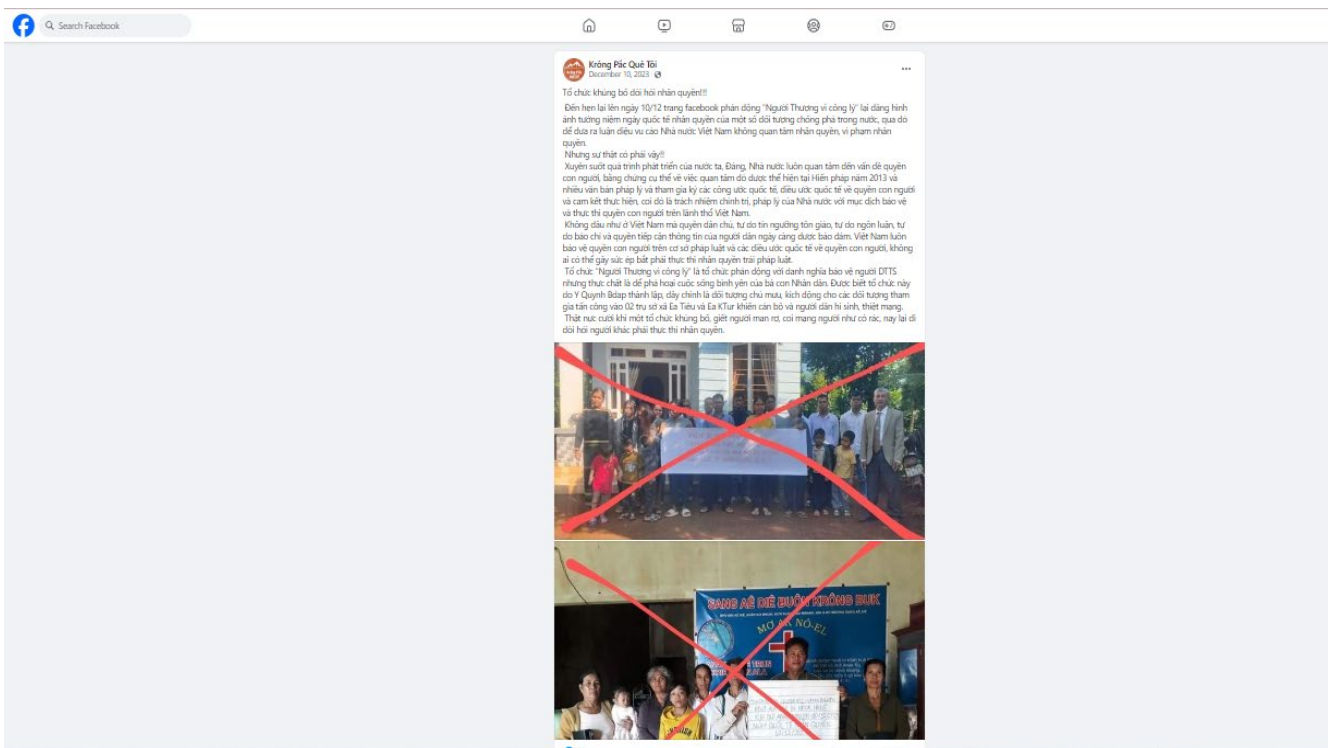 Search Facebook
Krông Pắc Quê Tôi
December 10, 2023
Tổ chức khủng bố đòi hỏi nhân quyền!!!
Đến hẹn lại lên ngày 10/12 trang facebook phản động "Người Thượng vì công lý" lại đăng hình
ảnh tưởng niệm ngày quốc tế nhân quyền của một số đối tượng chống phá trong nước, qua đó
để đưa ra luận điệu vu cáo Nhà nước Việt Nam không quan tâm nhân quyền, vi phạm nhân
quyền.
Nhưng sự thật có phải vậy!!
Xuyên suốt quá trình phát triển của nước ta, Đảng, Nhà nước luôn quan tâm đến vấn đề quyền
con người, bằng chứng cụ thể về việc quan tâm đó được thể hiện tại Hiến pháp năm 2013 và
nhiều văn bản pháp lý và tham gia ký các công ước quốc tế, điều ước quốc tế về quyền con người
và cam kết thực hiện, coi đó là trách nhiệm chính trị, pháp lý của Nhà nước với mục đích bảo vệ
và thực thi quyền con người trên lãnh thổ Việt Nam.
Không đâu như ở Việt Nam mà quyền dân chủ, tự do tín ngưỡng tôn giáo, tự do ngôn luận, tự
do báo chí và quyền tiếp cận thông tin của người dân ngày càng được bảo đảm. Việt Nam luôn
bảo vệ quyền con người trên cơ sở pháp luật và các điều ước quốc tế về quyền con người, không
ai có thể gây sức ép bắt phải thực thi nhân quyền trái pháp luật.
Tổ chức "Người Thượng vì công lý" là tổ chức phản động với danh nghĩa bảo vệ người DTTS
nhưng thực chất là để phá hoại cuộc sống bình yên của bà con Nhân dân. Được biết tổ chức này
do Y Quynh Bdap thành lập, đây chính là đối tượng chủ mưu, kích động cho các đối tượng tham
gia tấn công vào 02 trụ sở xã Ea Tiêu và Ea KTur khiến cán bộ và người dân hi sinh, thiệt mạng.
Thật nực cười khi một tổ chức khủng bố, giết người man rợ, coi mạng người như cỏ rác, nay lại đi
đòi hỏi người khác phải thực thi nhân quyền.
SANG AÊ DIÊ BUÔN KRÔNG BUK
MƠ AK NÔ-EL